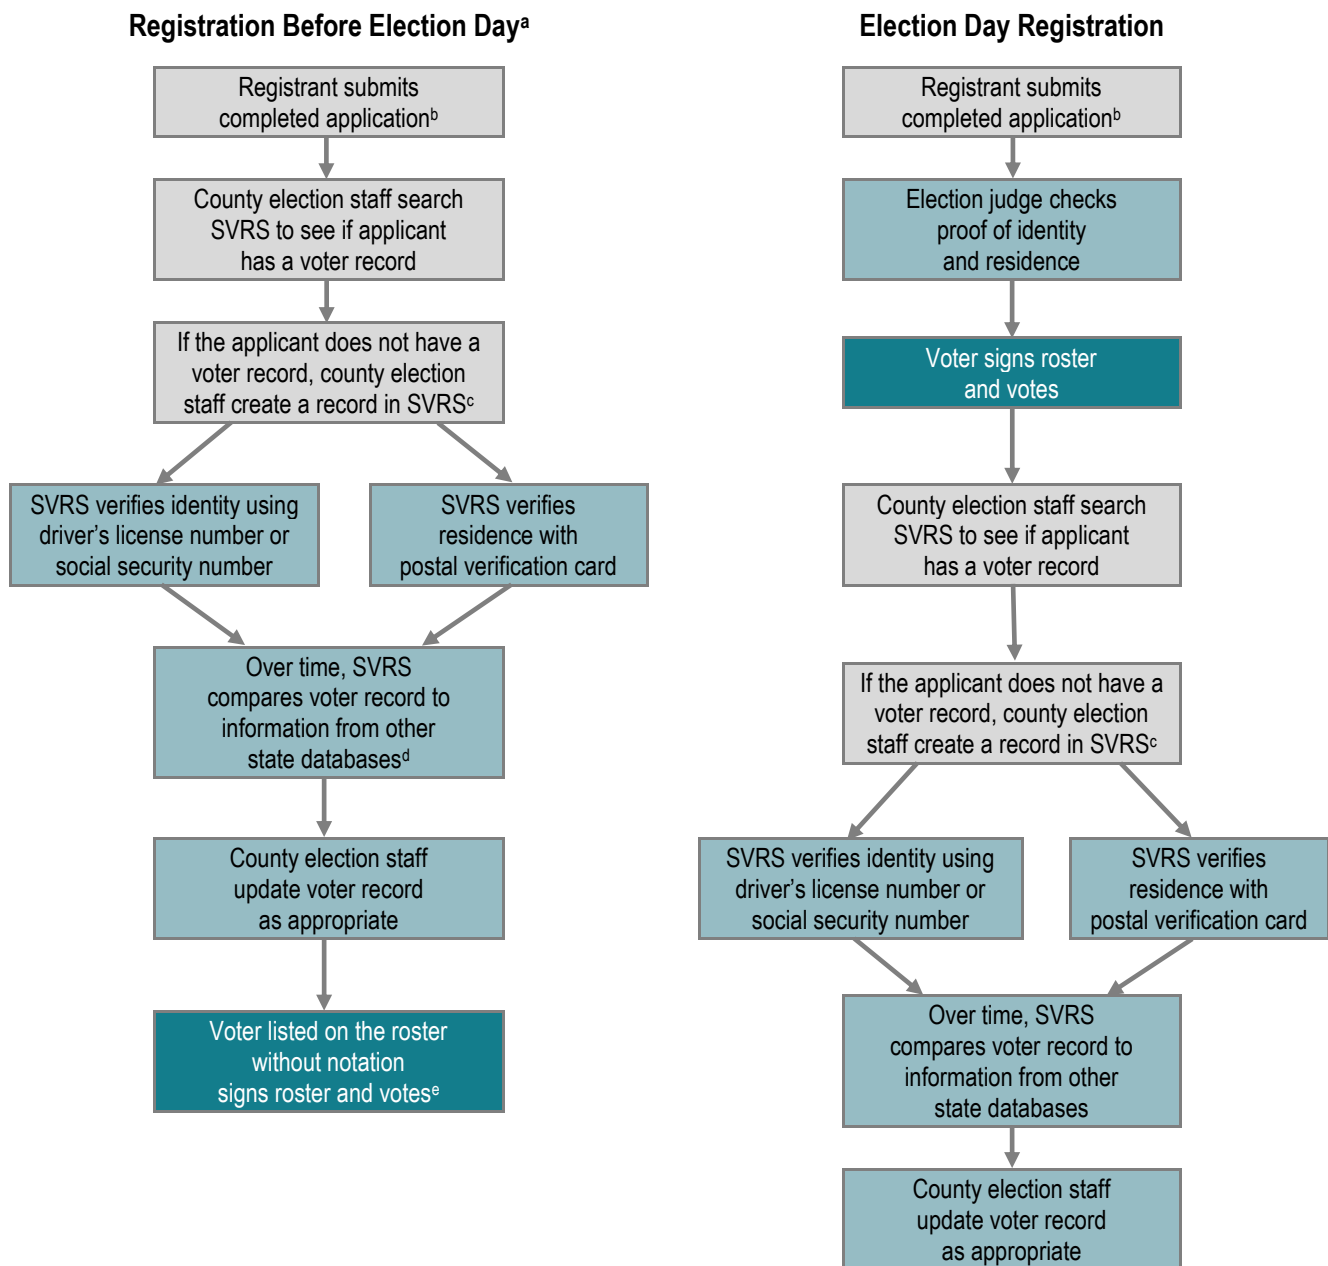 Registration Before Election Dayᵃ
Registrant submits
completed applicationᵇ
County election staff search
SVRS to see if applicant
has a voter record
If the applicant does not have a
voter record, county election
staff create a record in SVRSᶜ
SVRS verifies identity using
driver’s license number or
social security number
SVRS verifies
residence with
postal verification card
Over time, SVRS
compares voter record to
information from other
state databasesᵈ
County election staff
update voter record
as appropriate
Voter listed on the roster
without notation
signs roster and votesᵉ
Election Day Registration
Registrant submits
completed applicationᵇ
Election judge checks
proof of identity
and residence
Voter signs roster
and votes
County election staff search
SVRS to see if applicant
has a voter record
If the applicant does not have a
voter record, county election
staff create a record in SVRSᶜ
SVRS verifies identity using
driver’s license number or
social security number
SVRS verifies
residence with
postal verification card
Over time, SVRS
compares voter record to
information from other
state databases
County election staff
update voter record
as appropriate